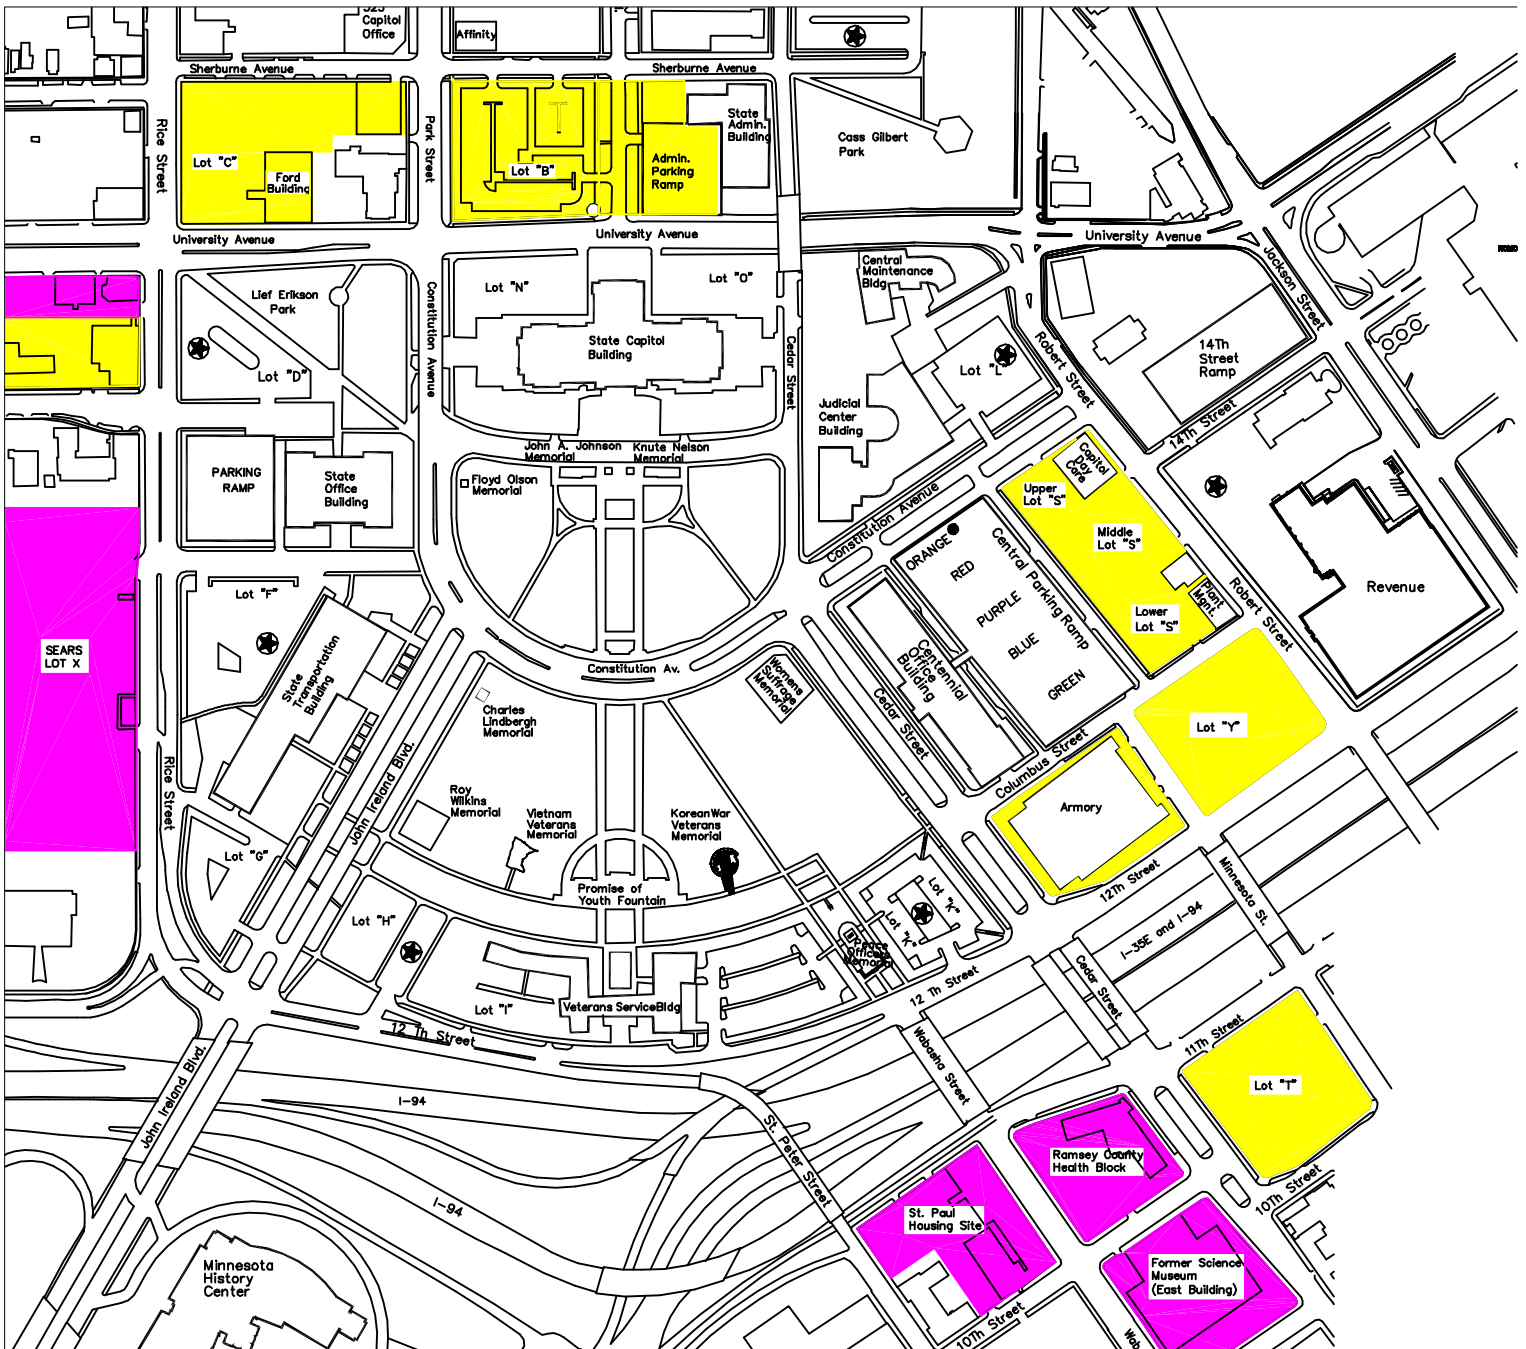 Capitol
Office
Affinity
Sherburne Avenue
Sherburne Avenue
Rice Street
Park Street
Lot "C"
Ford
Building
Lot "B"
Admin.
Parking
Ramp
State
Admin.
Building
Cass Gilbert
Park
University Avenue
University Avenue
University Avenue
Jackson Street
Lief Erikson
Park
Lot "D"
Constitution Avenue
Lot "N"
Lot "O"
State Capitol
Building
Cedar Street
Central
Maintenance
Bldg
Lot "L"
Robert Street
14Th
Street
Ramp
14Th Street
Judicial
Center
Building
John A. Johnson
Memorial
Knute Nelson
Memorial
Floyd Olson
Memorial
PARKING
RAMP
State
Office
Building
Constitution Avenue
Capitol
Day
Care
Upper
Lot "S"
Middle
Lot "S"
Lower
Lot "S"
Plant
Mgnt.
Robert Street
Revenue
ORANGE
RED
PURPLE
BLUE
GREEN
Central Parking Ramp
Centennial
Office
Building
Cedar Street
Columbus Street
Lot "Y"
Armory
12Th Street
Lot "F"
SEARS
LOT X
State
Transportation
Building
Rice Street
John Ireland Blvd.
Constitution Av.
Womens
Suffrage
Memorial
Charles
Lindbergh
Memorial
Roy
Wilkins
Memorial
Vietnam
Veterans
Memorial
KoreanWar
Veterans
Memorial
Promise of
Youth Fountain
Lot "G"
Lot "H"
Lot "I"
Veterans ServiceBldg
Lot "K"
Lot "K"
Peace
Officers
Memorial
12 Th Street
12 Th Street
Minnesota St.
I-35E and I-94
Cedar Street
Wabasha Street
11Th Street
Lot "T"
10Th Street
John Ireland Blvd.
I-94
I-94
St. Peter Street
Ramsey County
Health Block
St. Paul
Housing Site
Former Science
Museum
(East Building)
10Th Street
Minnesota
History
Center